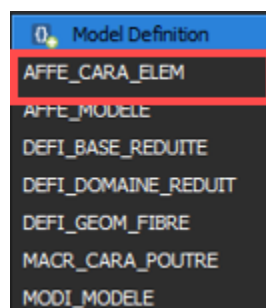 Model Definition
AFFE_CARA_ELEM
AFFE_MODELE
DEFI_BASE_REDUITE
DEFI_DOMAINE_REDUIT
DEFI_GEOM_FIBRE
MACR_CARA_POUTRE
MODI_MODELE